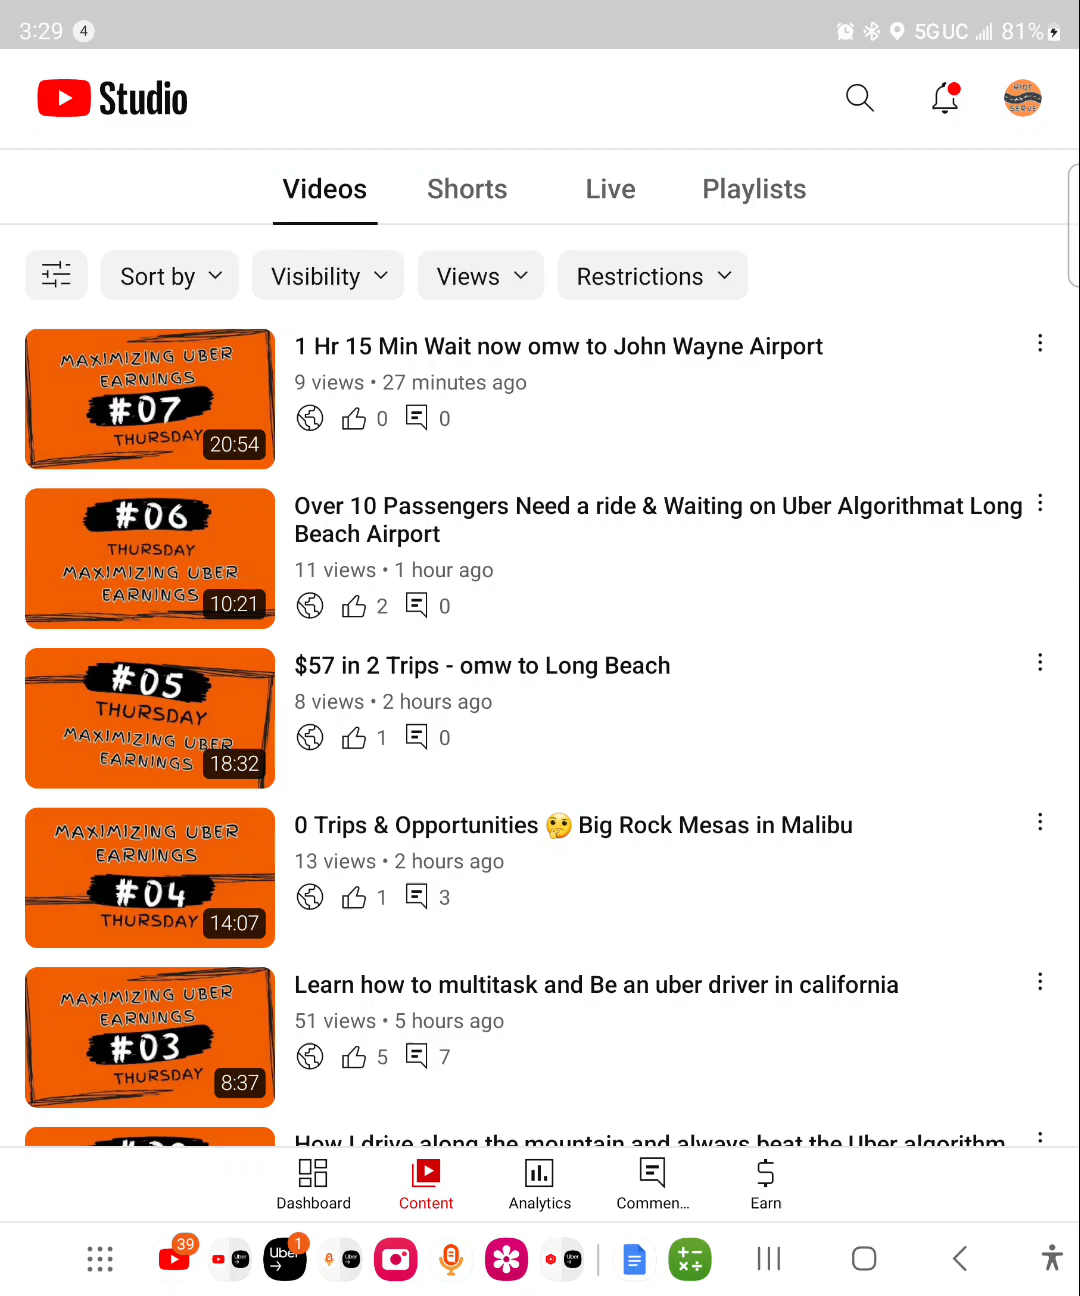 3:29 4 5GUC 81%
Studio
RIDE
SERVE
Videos Shorts Live Playlists
Sort by Visibility Views Restrictions
MAXIMIZING UBER
EARNINGS
#07
THURSDAY
20:54
1 Hr 15 Min Wait now omw to John Wayne Airport
9 views • 27 minutes ago
0 0
#06
THURSDAY
MAXIMIZING UBER
EARNINGS
10:21
Over 10 Passengers Need a ride & Waiting on Uber Algorithmat Long
Beach Airport
11 views • 1 hour ago
2 0
#05
THURSDAY
MAXIMIZING UBER
EARNINGS
18:32
$57 in 2 Trips - omw to Long Beach
8 views • 2 hours ago
1 0
MAXIMIZING UBER
EARNINGS
#04
THURSDAY
14:07
0 Trips & Opportunities 🤔 Big Rock Mesas in Malibu
13 views • 2 hours ago
1 3
MAXIMIZING UBER
EARNINGS
#03
THURSDAY
8:37
Learn how to multitask and Be an uber driver in california
51 views • 5 hours ago
5 7
How I drive along the mountain and always beat the Uber algorithm
Dashboard Content Analytics Commen... Earn
39 Uber Uber 1 Uber Uber